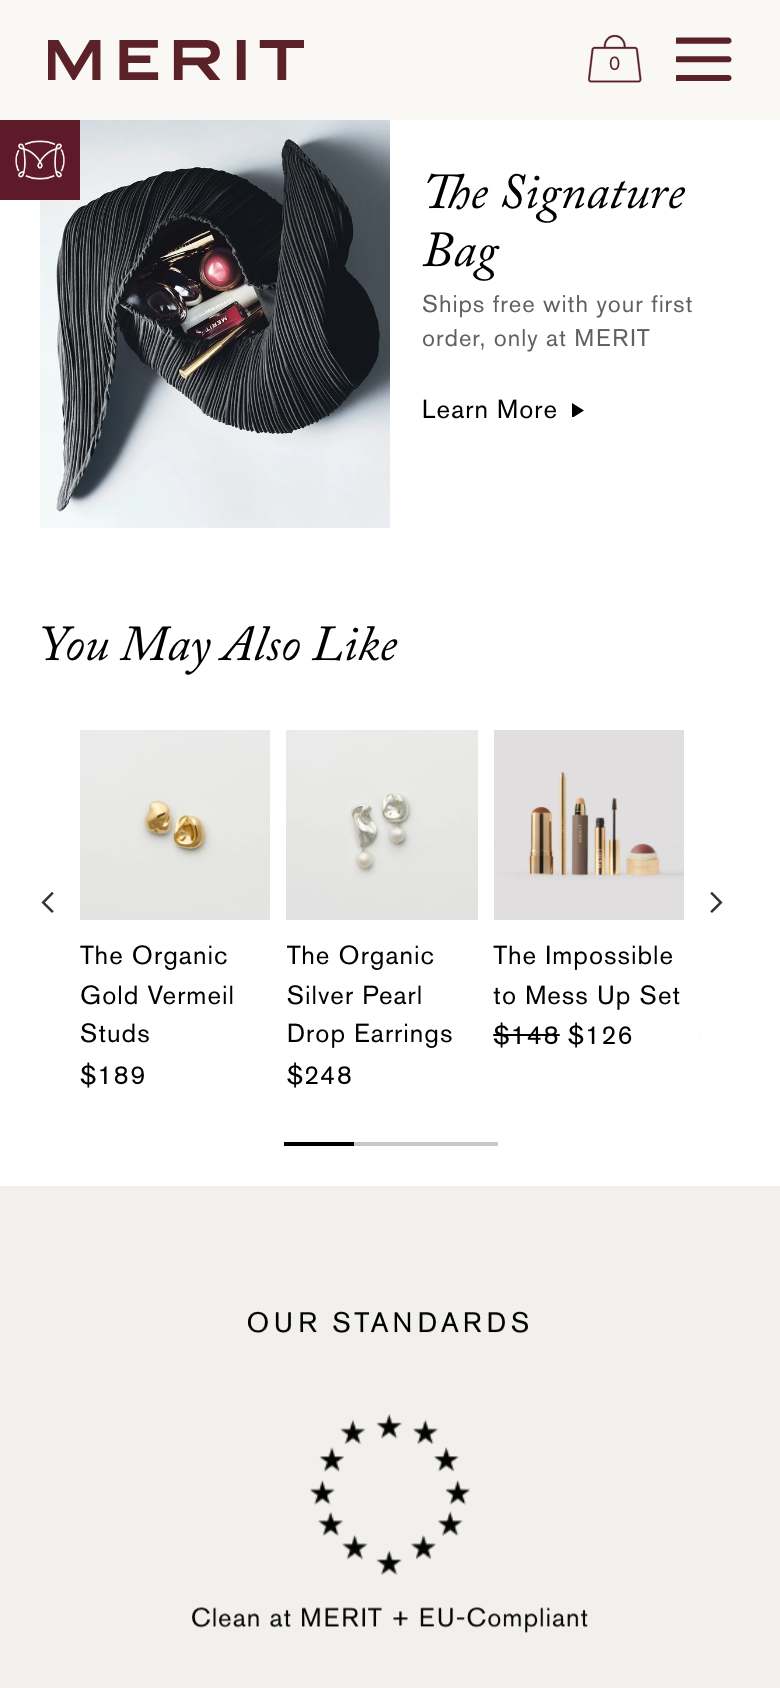 MERIT
0
The Signature
Bag
Ships free with your first
order, only at MERIT
Learn More
MERIT
You May Also Like
The Organic
Gold Vermeil
Studs
$189
The Organic
Silver Pearl
Drop Earrings
$248
The Impossible
to Mess Up Set
$148 $126
OUR STANDARDS
Clean at MERIT + EU-Compliant